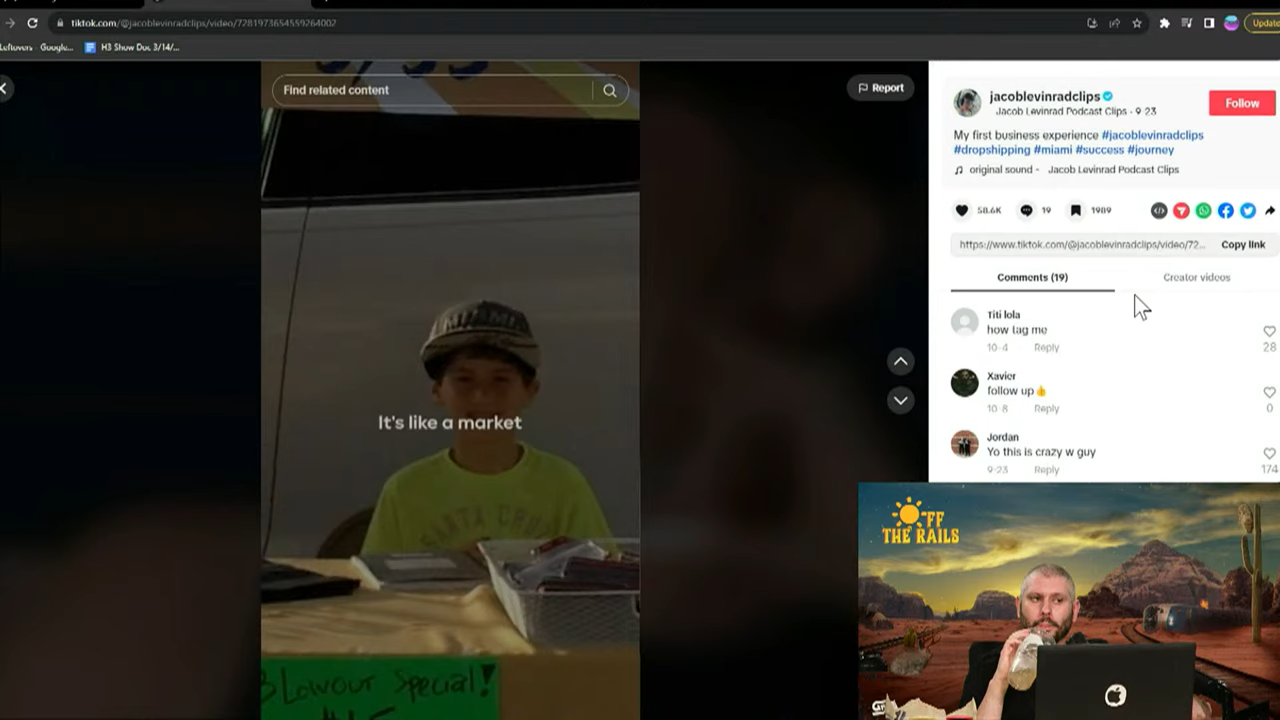 tiktok.com/@jacoblevinradclips/video/7281973654559264002
Update
Leftovers - Google...
H3 Show Doc 3/14/...
Find related content
Report
MIAMI
It's like a market
SANTA CRUZ
Blowout Special!
jacoblevinradclips
Jacob Levinrad Podcast Clips · 9-23
Follow
My first business experience #jacoblevinradclips
#dropshipping #miami #success #journey
original sound - Jacob Levinrad Podcast Clips
58.6K
19
1989
https://www.tiktok.com/@jacoblevinradclips/video/72...
Copy link
Comments (19)
Creator videos
Titi lola
how tag me
10-4 Reply
28
Xavier
follow up👍
10-8 Reply
0
Jordan
Yo this is crazy w guy
9-23 Reply
174
OFF
THE RAILS